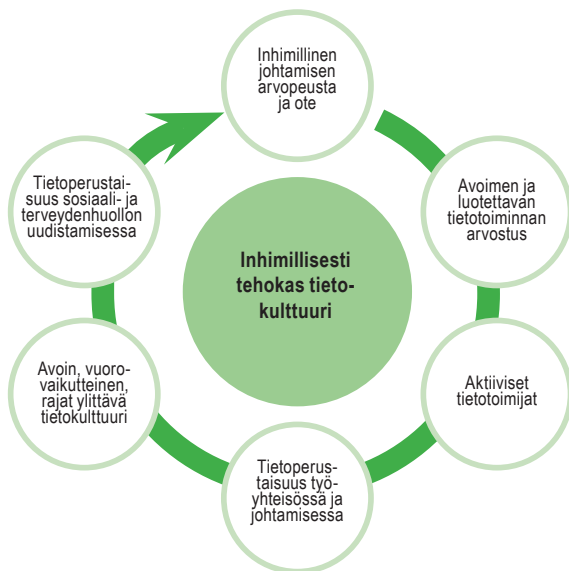 Inhimillinen
johtamisen
arvopeusta
ja ote
Avoimen ja
luotettavan
tietotoiminnan
arvostus
Aktiiviset
tietotoimijat
Tietoperus-
taisuus työ-
yhteisössä ja
johtamisessa
Avoin, vuoro-
vaikutteinen,
rajat ylittävä
tietokulttuuri
Tietoperustai-
suus sosiaali- ja
terveydenhuollon
uudistamisessa
Inhimillisesti
tehokas tieto-
kulttuuri